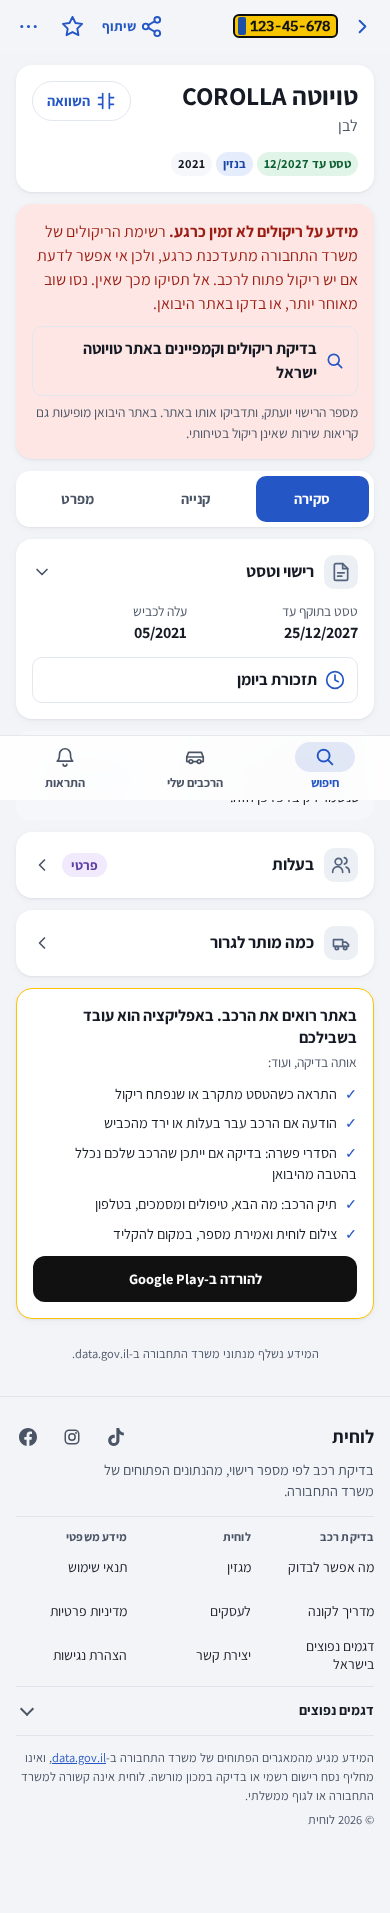 123-45-678
שיתוף
טויוטה COROLLA
לבן
השוואה
טסט עד 12/2027
בנזין
2021
מידע על ריקולים לא זמין כרגע. רשימת הריקולים של
משרד התחבורה מתעדכנת כרגע, ולכן אי אפשר לדעת
אם יש ריקול פתוח לרכב. אל תסיקו מכך שאין. נסו שוב
מאוחר יותר, או בדקו באתר היבואן.
בדיקת ריקולים וקמפיינים באתר טויוטה
ישראל
מספר הרישוי יועתק, ותדביקו אותו באתר. באתר היבואן מופיעות גם
קריאות שירות שאינן ריקול בטיחותי.
סקירה
קנייה
מפרט
רישוי וטסט
טסט בתוקף עד
25/12/2027
עלה לכביש
05/2021
תזכורת ביומן
חיפוש
הרכבים שלי
התראות
בעלות
פרטי
כמה מותר לגרור
באתר רואים את הרכב. באפליקציה הוא עובד
בשבילכם
אותה בדיקה, ועוד:
✓ התראה כשהטסט מתקרב או שנפתח ריקול
✓ הודעה אם הרכב עבר בעלות או ירד מהכביש
✓ הסדרי פשרה: בדיקה אם ייתכן שהרכב שלכם נכלל
בהטבה מהיבואן
✓ תיק הרכב: מה הבא, טיפולים ומסמכים, בטלפון
✓ צילום לוחית ואמירת מספר, במקום להקליד
להורדה ב-Google Play
המידע נשלף מנתוני משרד התחבורה ב-data.gov.il.
לוחית
בדיקת רכב לפי מספר רישוי, מהנתונים הפתוחים של
משרד התחבורה.
בדיקת רכב
מה אפשר לבדוק
מדריך לקונה
דגמים נפוצים
בישראל
לוחית
מגזין
לעסקים
יצירת קשר
מידע משפטי
תנאי שימוש
מדיניות פרטיות
הצהרת נגישות
דגמים נפוצים
המידע מגיע מהמאגרים הפתוחים של משרד התחבורה ב-data.gov.il, ואינו
מחליף נסח רישום רשמי או בדיקה במכון מורשה. לוחית אינה קשורה למשרד
התחבורה או לגוף ממשלתי.
© 2026 לוחית